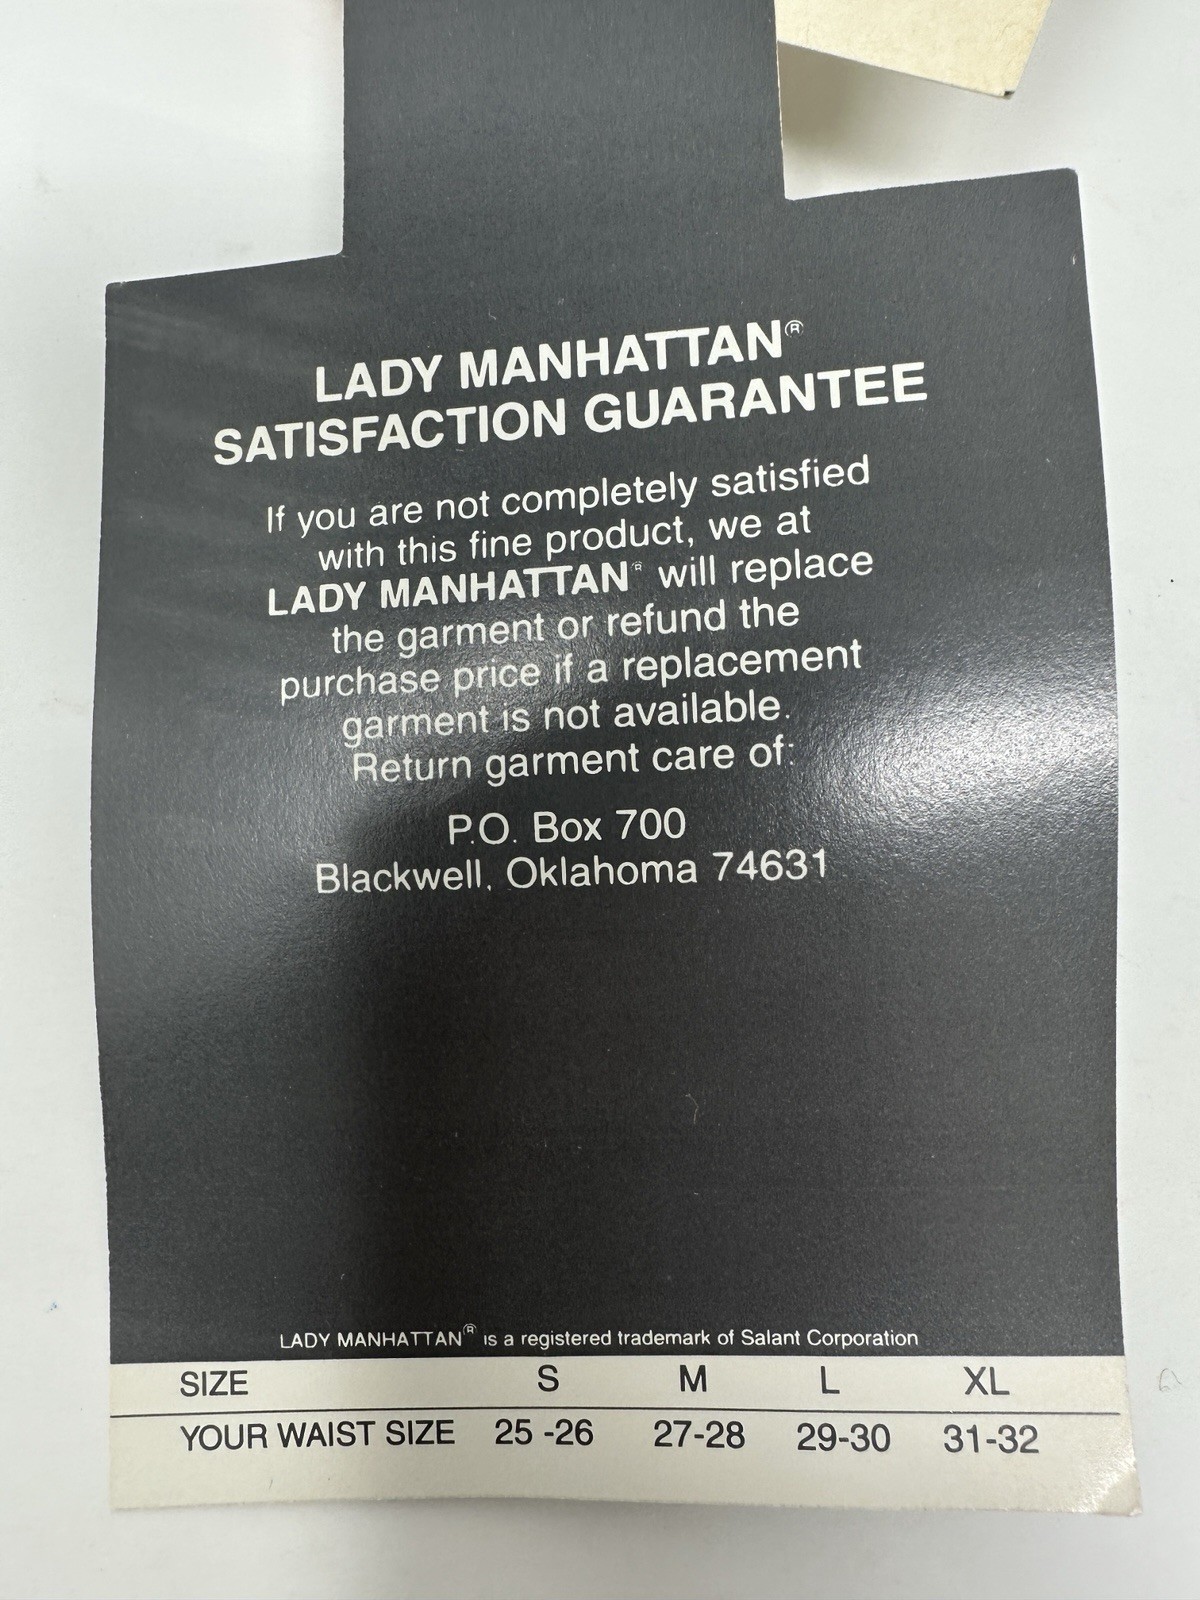 LADY MANHATTAN®
SATISFACTION GUARANTEE
If you are not completely satisfied
with this fine product, we at
LADY MANHATTAN® will replace
the garment or refund the
purchase price if a replacement
garment is not available.
Return garment care of:
P.O. Box 700
Blackwell, Oklahoma 74631
LADY MANHATTAN® is a registered trademark of Salant Corporation
SIZE S M L XL
YOUR WAIST SIZE 25 -26 27-28 29-30 31-32